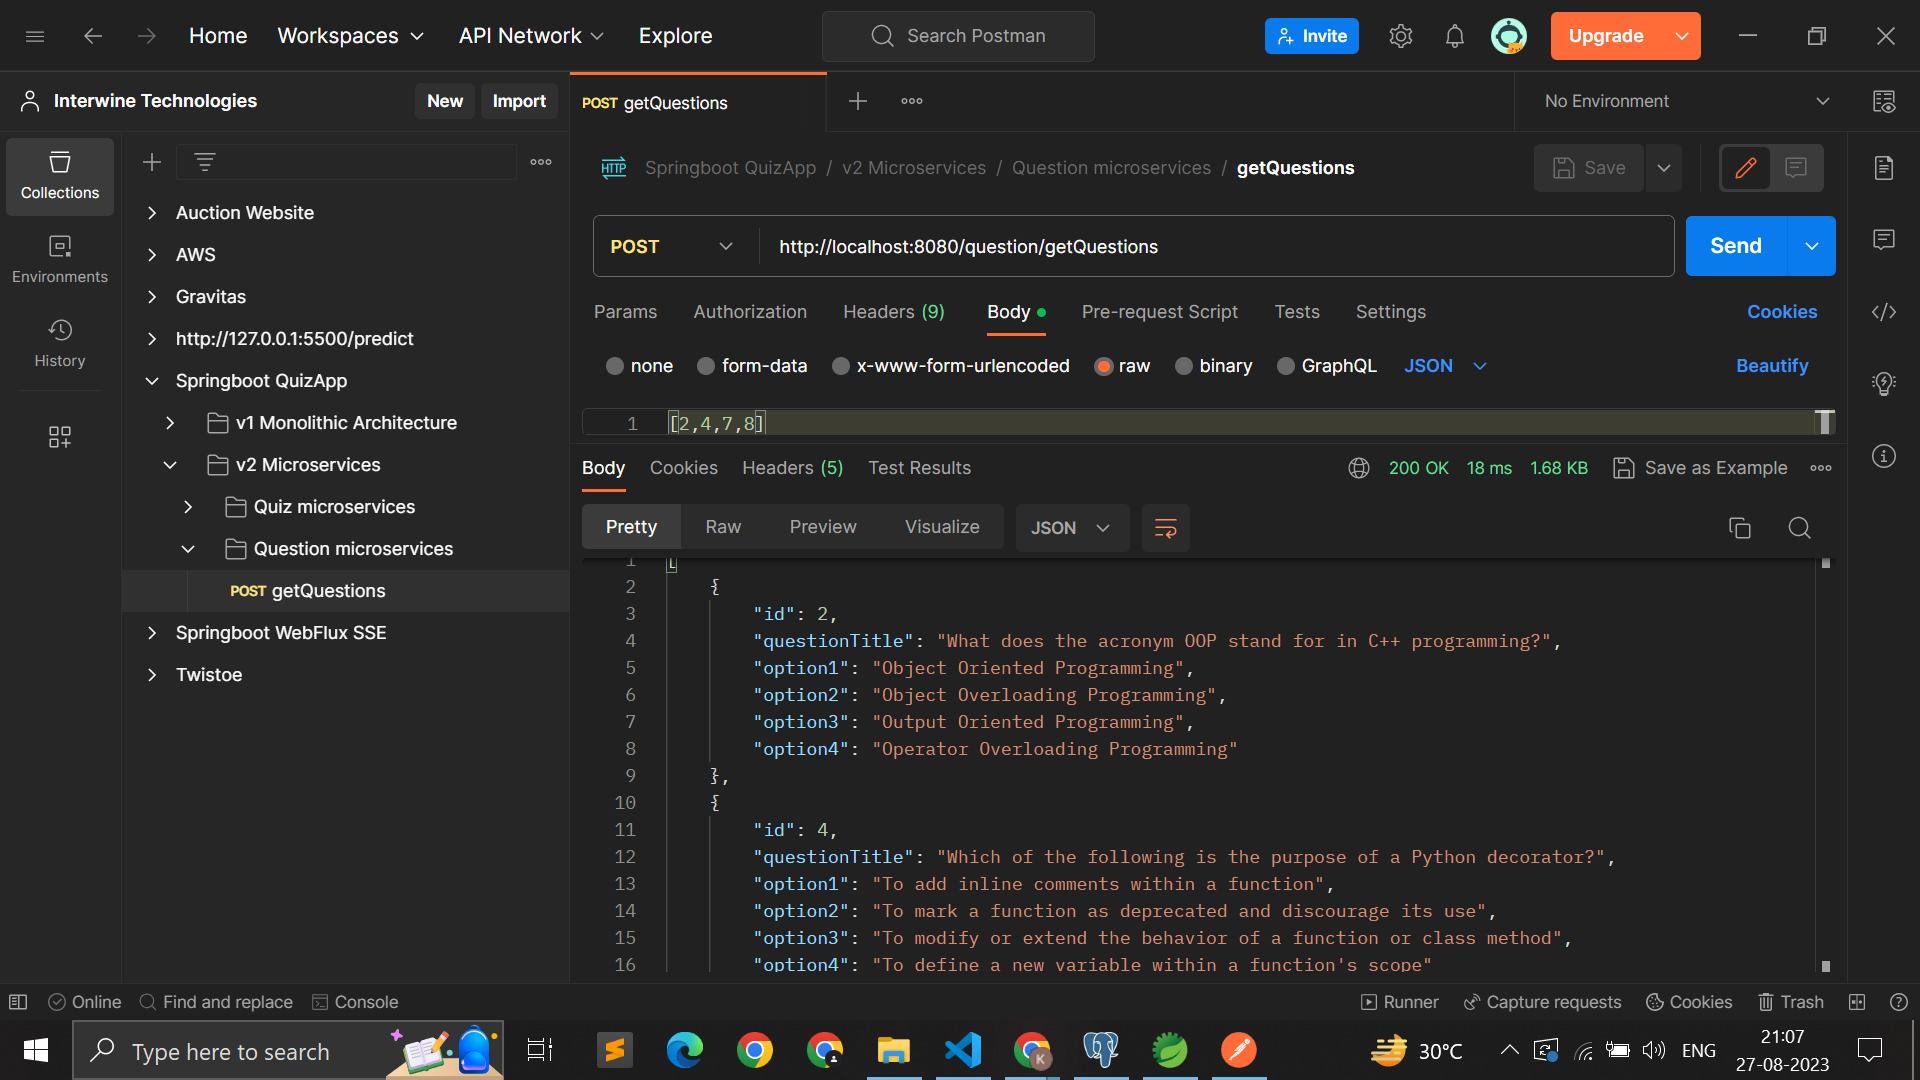 Home
Workspaces
API Network
Explore
Search Postman
Invite
Upgrade
Interwine Technologies
New
Import
POST getQuestions
No Environment
Collections
Environments
History
Auction Website
AWS
Gravitas
http://127.0.0.1:5500/predict
Springboot QuizApp
v1 Monolithic Architecture
v2 Microservices
Quiz microservices
Question microservices
POST getQuestions
Springboot WebFlux SSE
Twistoe
HTTP
Springboot QuizApp / v2 Microservices / Question microservices / getQuestions
Save
POST
http://localhost:8080/question/getQuestions
Send
Params
Authorization
Headers (9)
Body
Pre-request Script
Tests
Settings
Cookies
none
form-data
x-www-form-urlencoded
raw
binary
GraphQL
JSON
Beautify
1 [2,4,7,8]
Body
Cookies
Headers (5)
Test Results
200 OK
18 ms
1.68 KB
Save as Example
Pretty
Raw
Preview
Visualize
JSON
1 [
2 {
3 "id": 2,
4 "questionTitle": "What does the acronym OOP stand for in C++ programming?",
5 "option1": "Object Oriented Programming",
6 "option2": "Object Overloading Programming",
7 "option3": "Output Oriented Programming",
8 "option4": "Operator Overloading Programming"
9 },
10 {
11 "id": 4,
12 "questionTitle": "Which of the following is the purpose of a Python decorator?",
13 "option1": "To add inline comments within a function",
14 "option2": "To mark a function as deprecated and discourage its use",
15 "option3": "To modify or extend the behavior of a function or class method",
16 "option4": "To define a new variable within a function's scope"
Online
Find and replace
Console
Runner
Capture requests
Cookies
Trash
Type here to search
K
30°C
ENG
21:07
27-08-2023